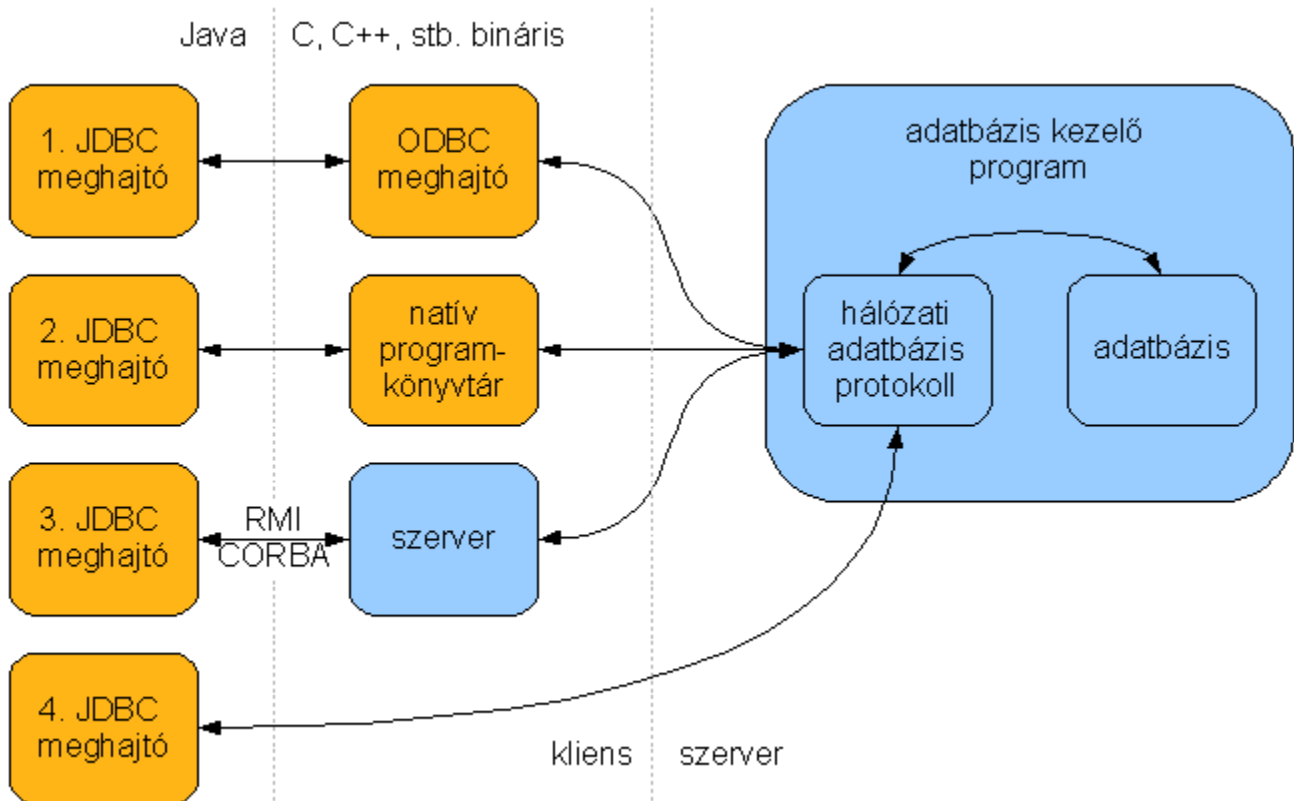 Java
C, C++, stb. bináris
1. JDBC
meghajtó
ODBC
meghajtó
adatbázis kezelő
program
2. JDBC
meghajtó
natív
program-
könyvtár
hálózati
adatbázis
protokoll
adatbázis
3. JDBC
meghajtó
RMI
CORBA
szerver
4. JDBC
meghajtó
kliens
szerver